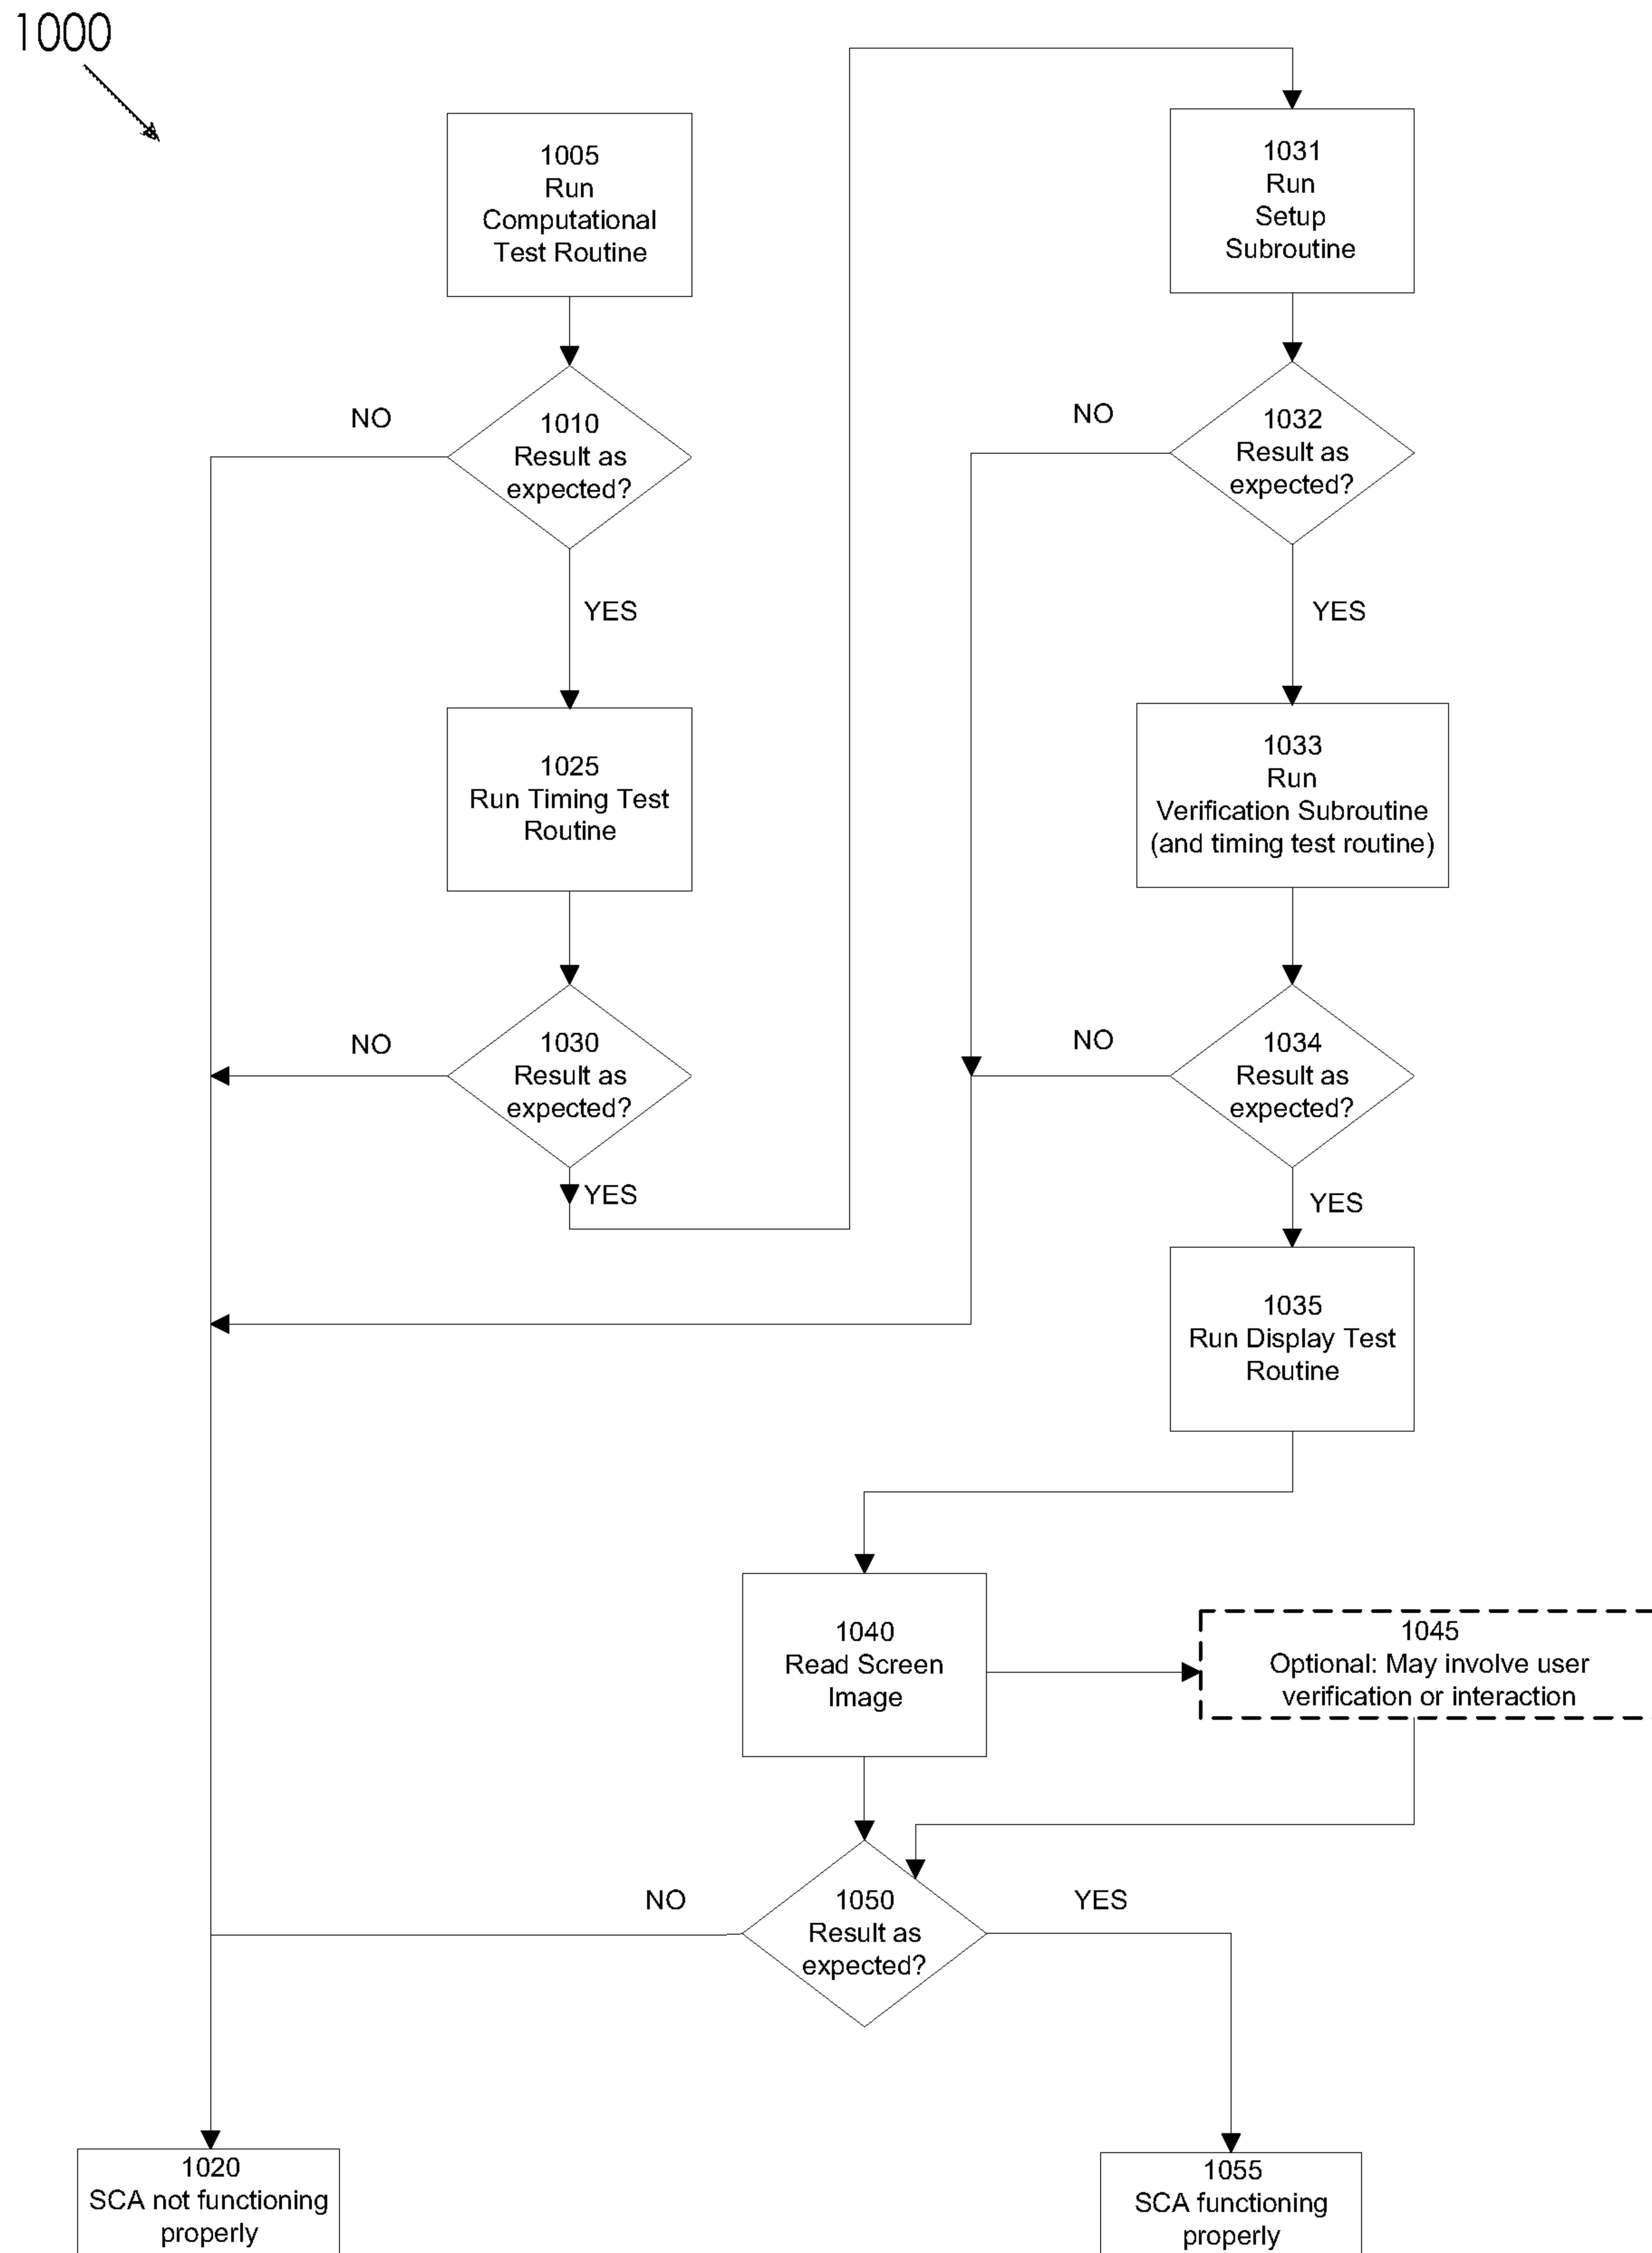 1000
1005
Run
Computational
Test Routine
NO
1010
Result as
expected?
YES
1025
Run Timing Test
Routine
NO
1030
Result as
expected?
YES
1031
Run
Setup
Subroutine
NO
1032
Result as
expected?
YES
1033
Run
Verification Subroutine
(and timing test routine)
NO
1034
Result as
expected?
YES
1035
Run Display Test
Routine
1040
Read Screen
Image
1045
Optional: May involve user
verification or interaction
NO
1050
Result as
expected?
YES
1020
SCA not functioning
properly
1055
SCA functioning
properly